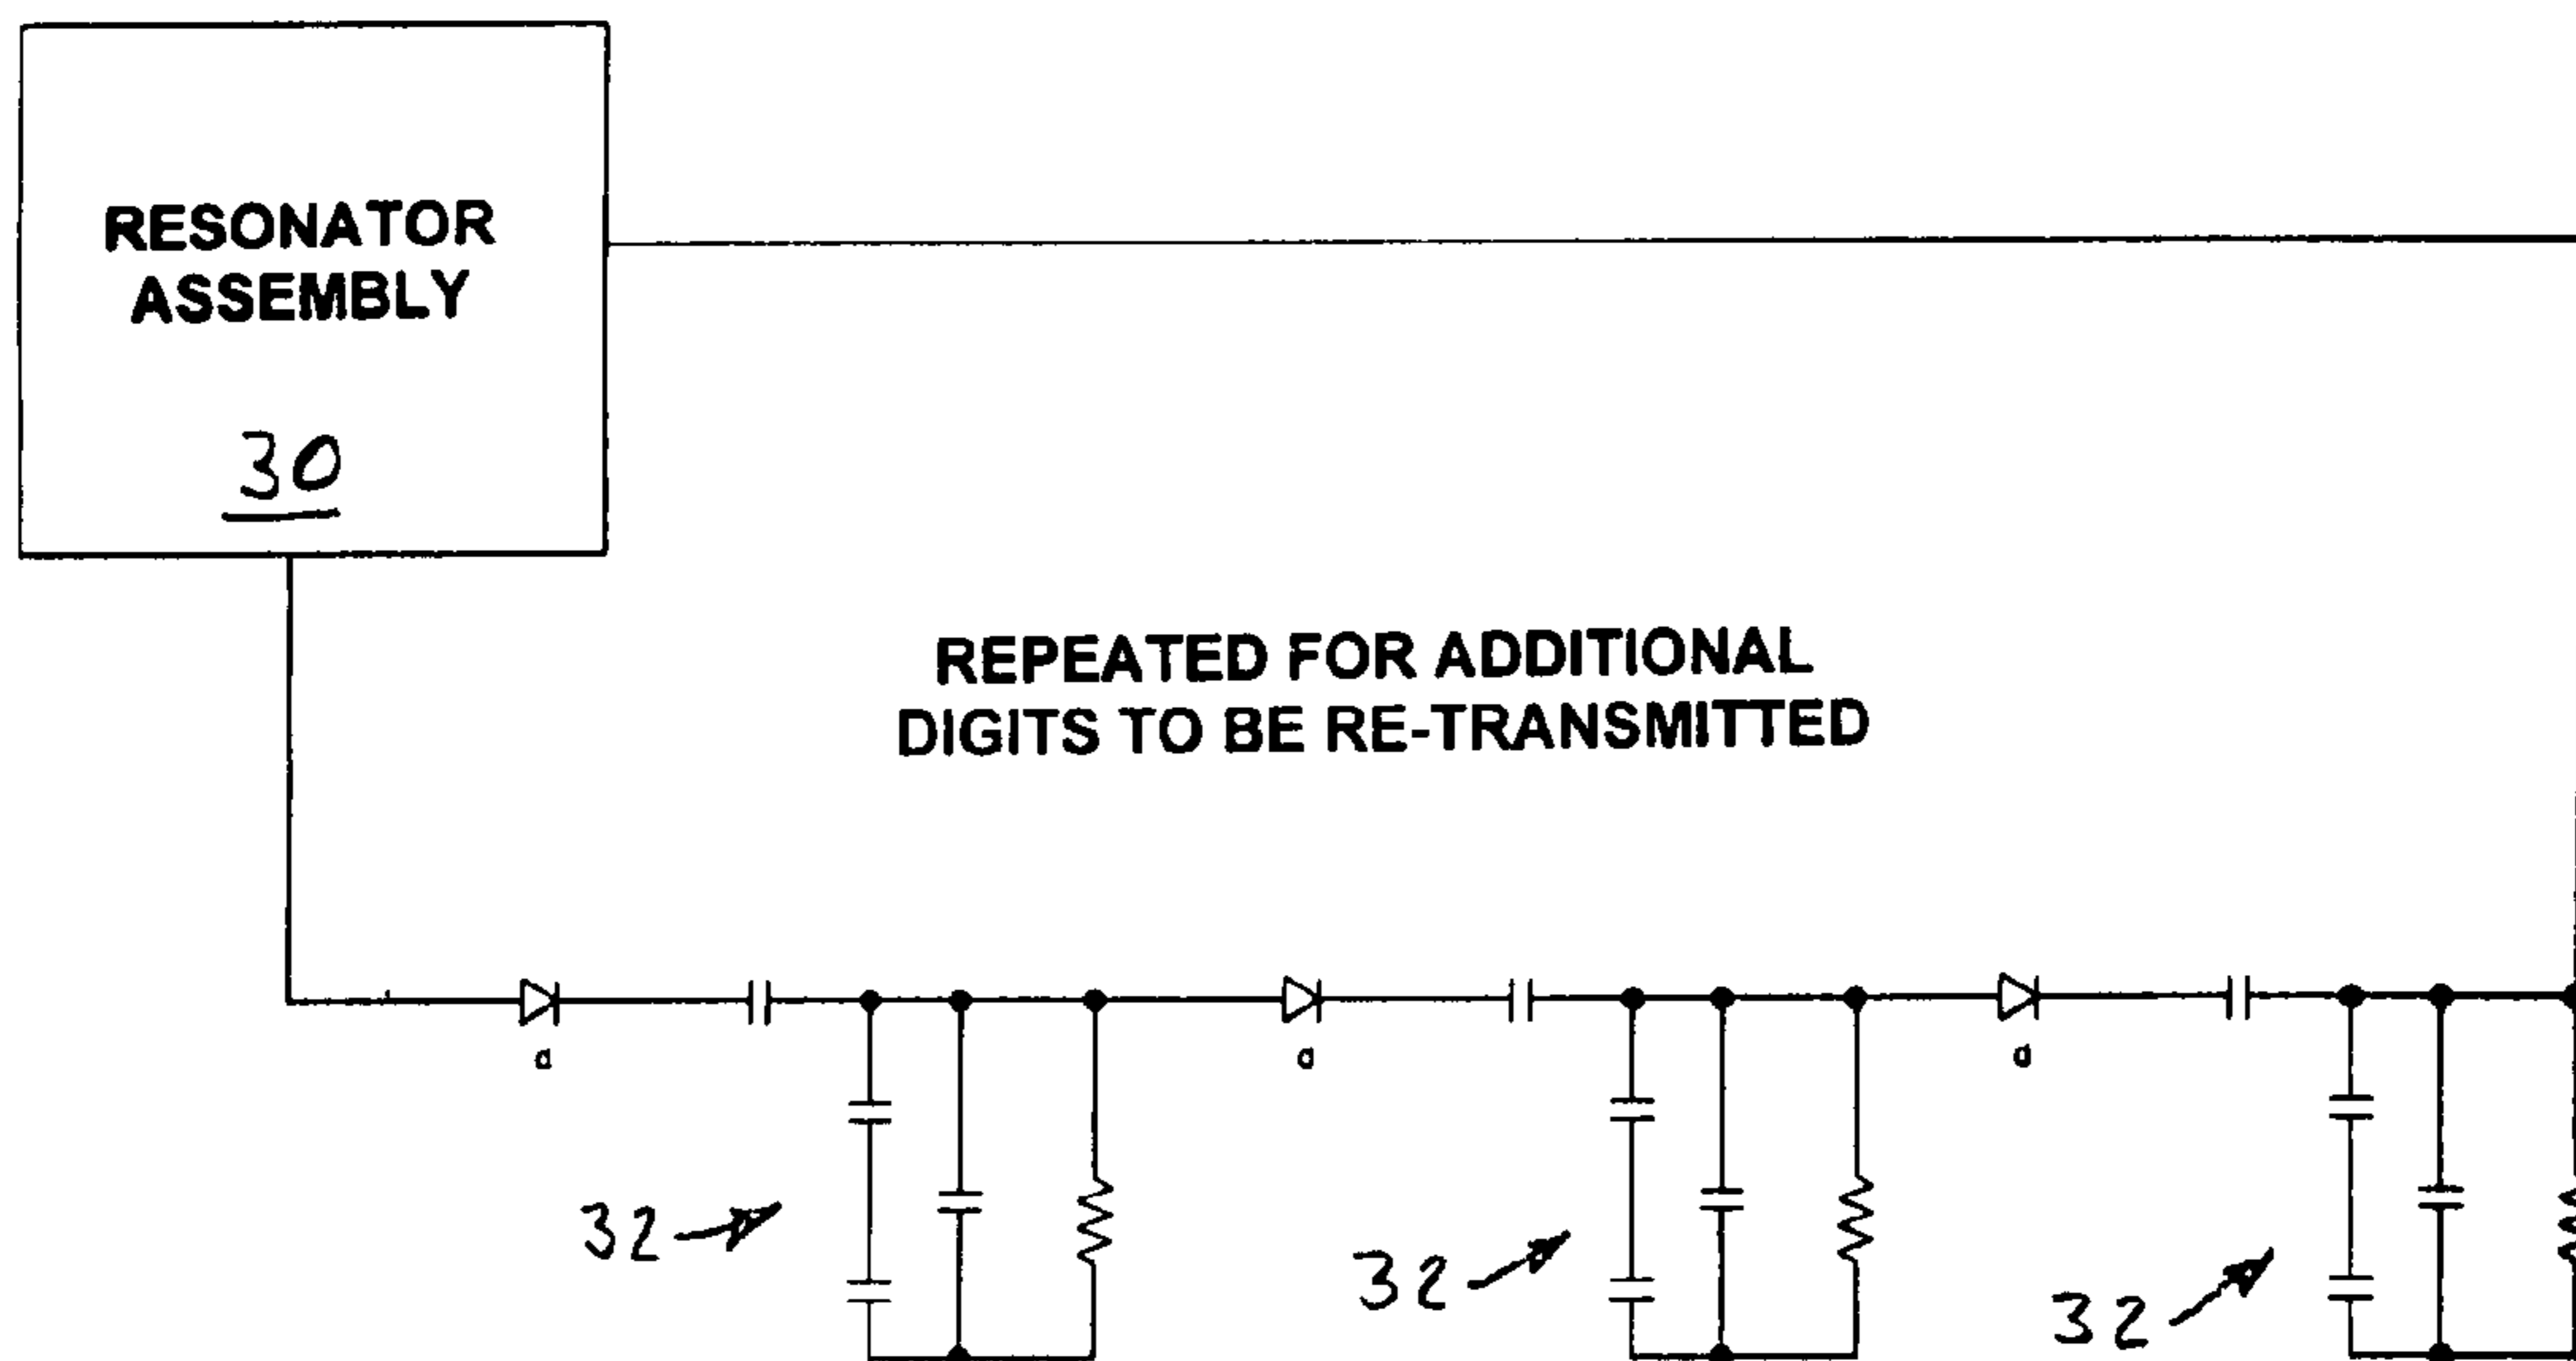 RESONATOR
ASSEMBLY
30
REPEATED FOR ADDITIONAL
DIGITS TO BE RE-TRANSMITTED
a
a
a
32
32
32